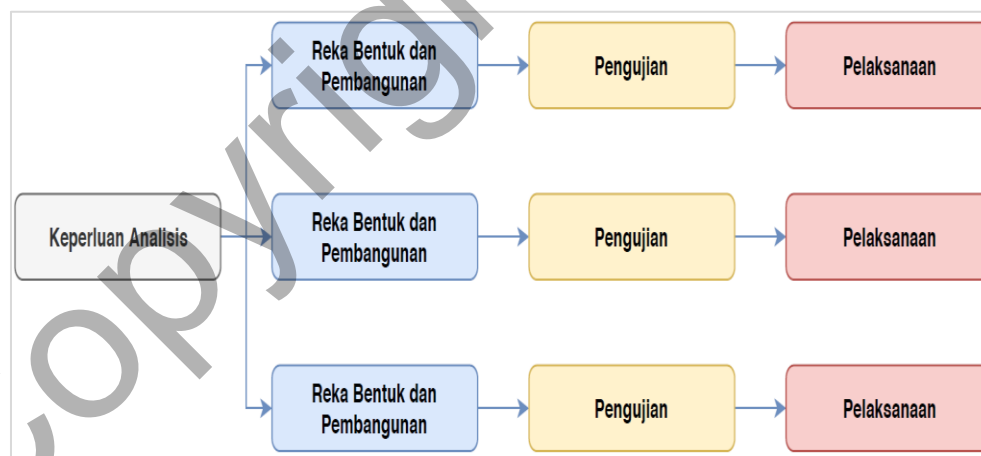 Reka Bentuk dan
Pembangunan
Pengujian
Pelaksanaan
Keperluan Analisis
Reka Bentuk dan
Pembangunan
Pengujian
Pelaksanaan
Reka Bentuk dan
Pembangunan
Pengujian
Pelaksanaan